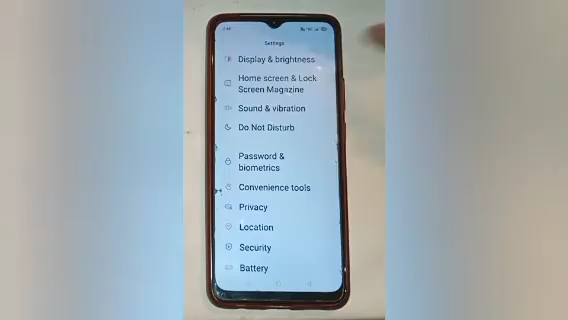 Settings
Display & brightness
Home screen & Lock
Screen Magazine
Sound & vibration
Do Not Disturb
Password &
biometrics
Convenience tools
Privacy
Location
Security
Battery